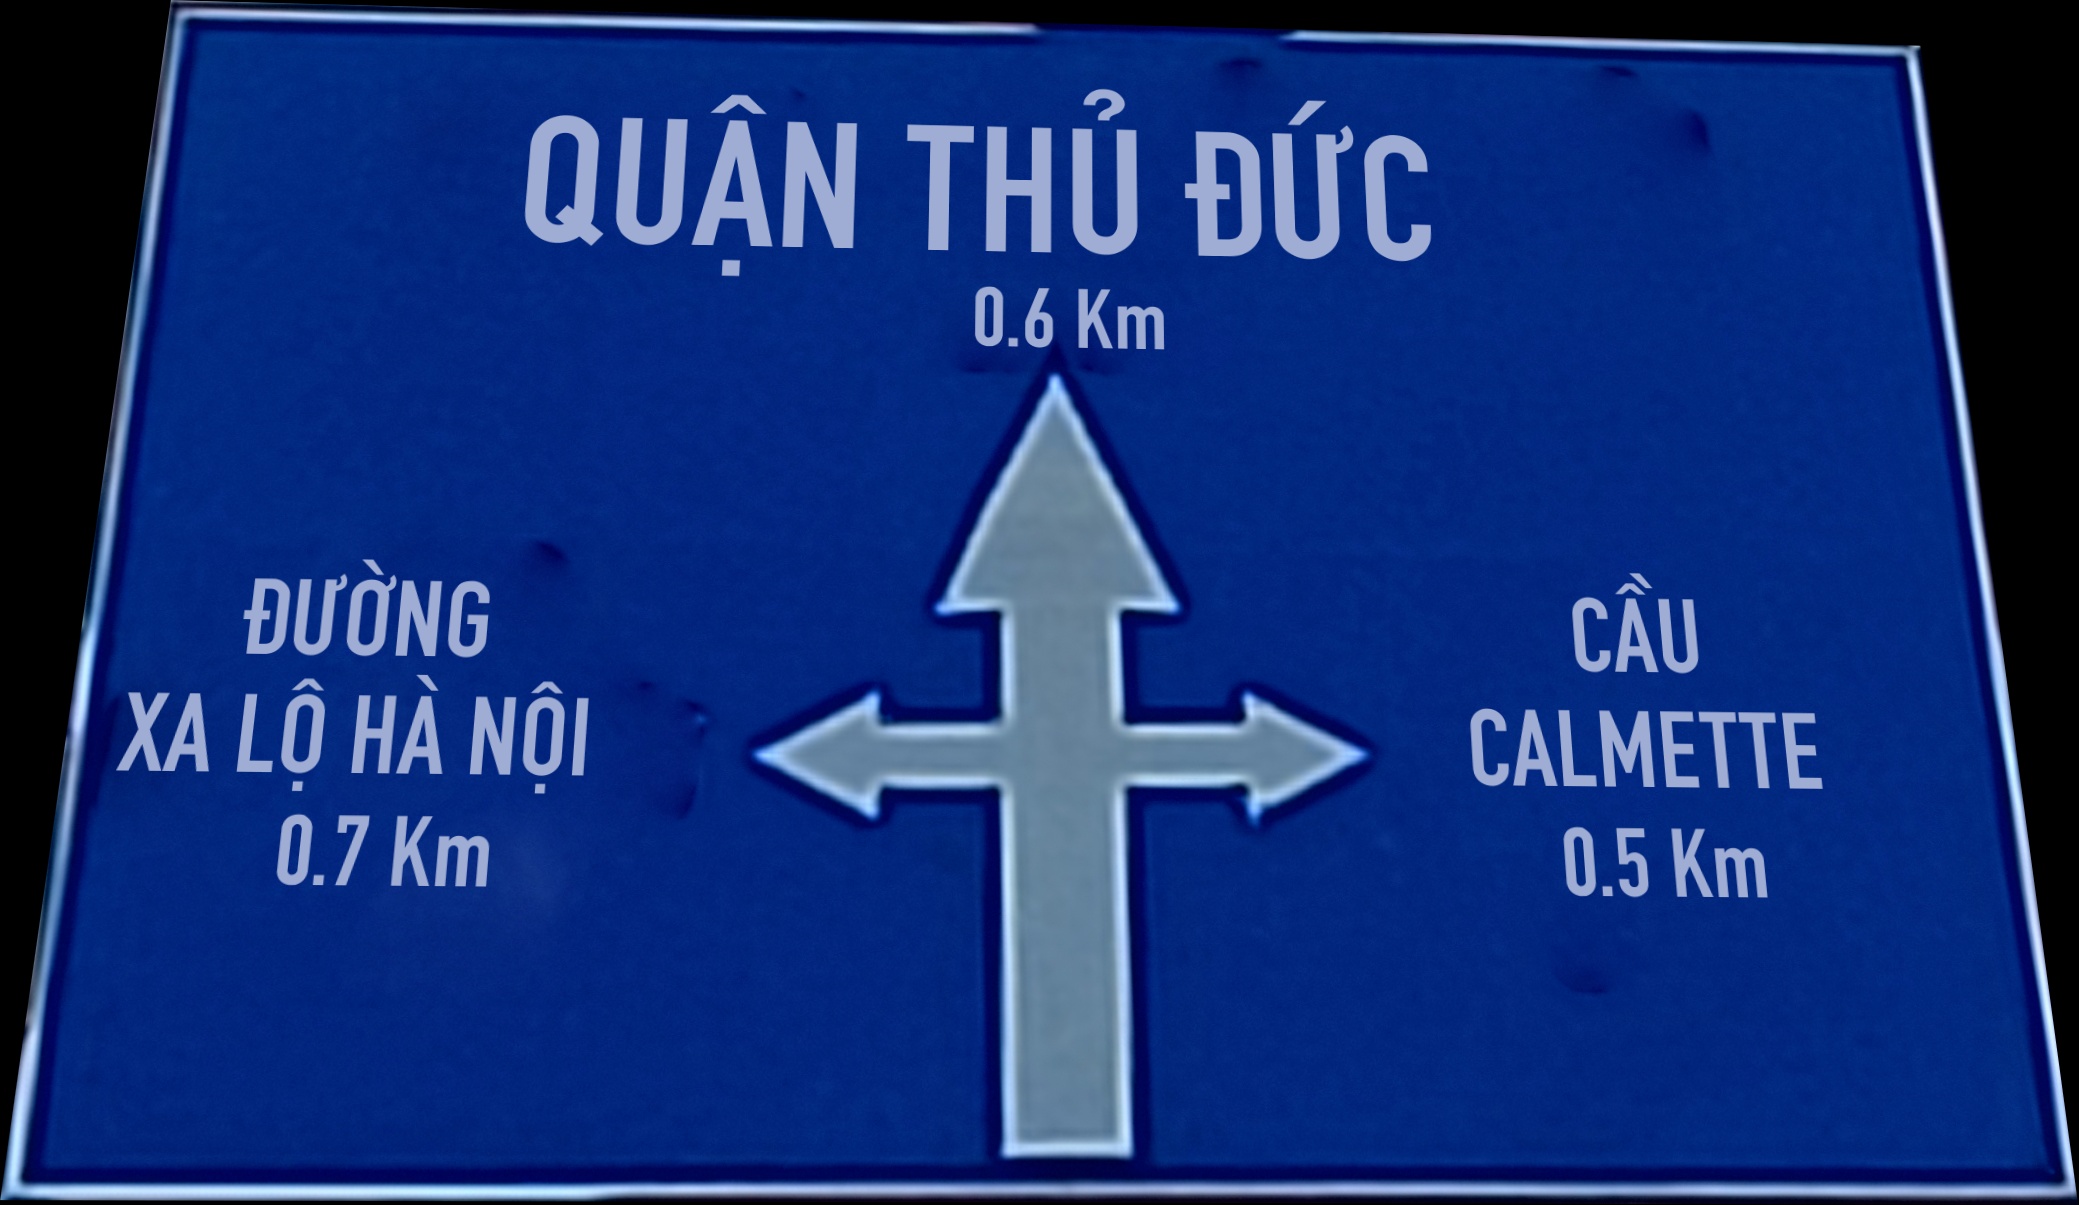 QUẬN THỦ ĐỨC
0.6 Km
ĐƯỜNG
XA LỘ HÀ NỘI
0.7 Km
CẦU
CALMETTE
0.5 Km